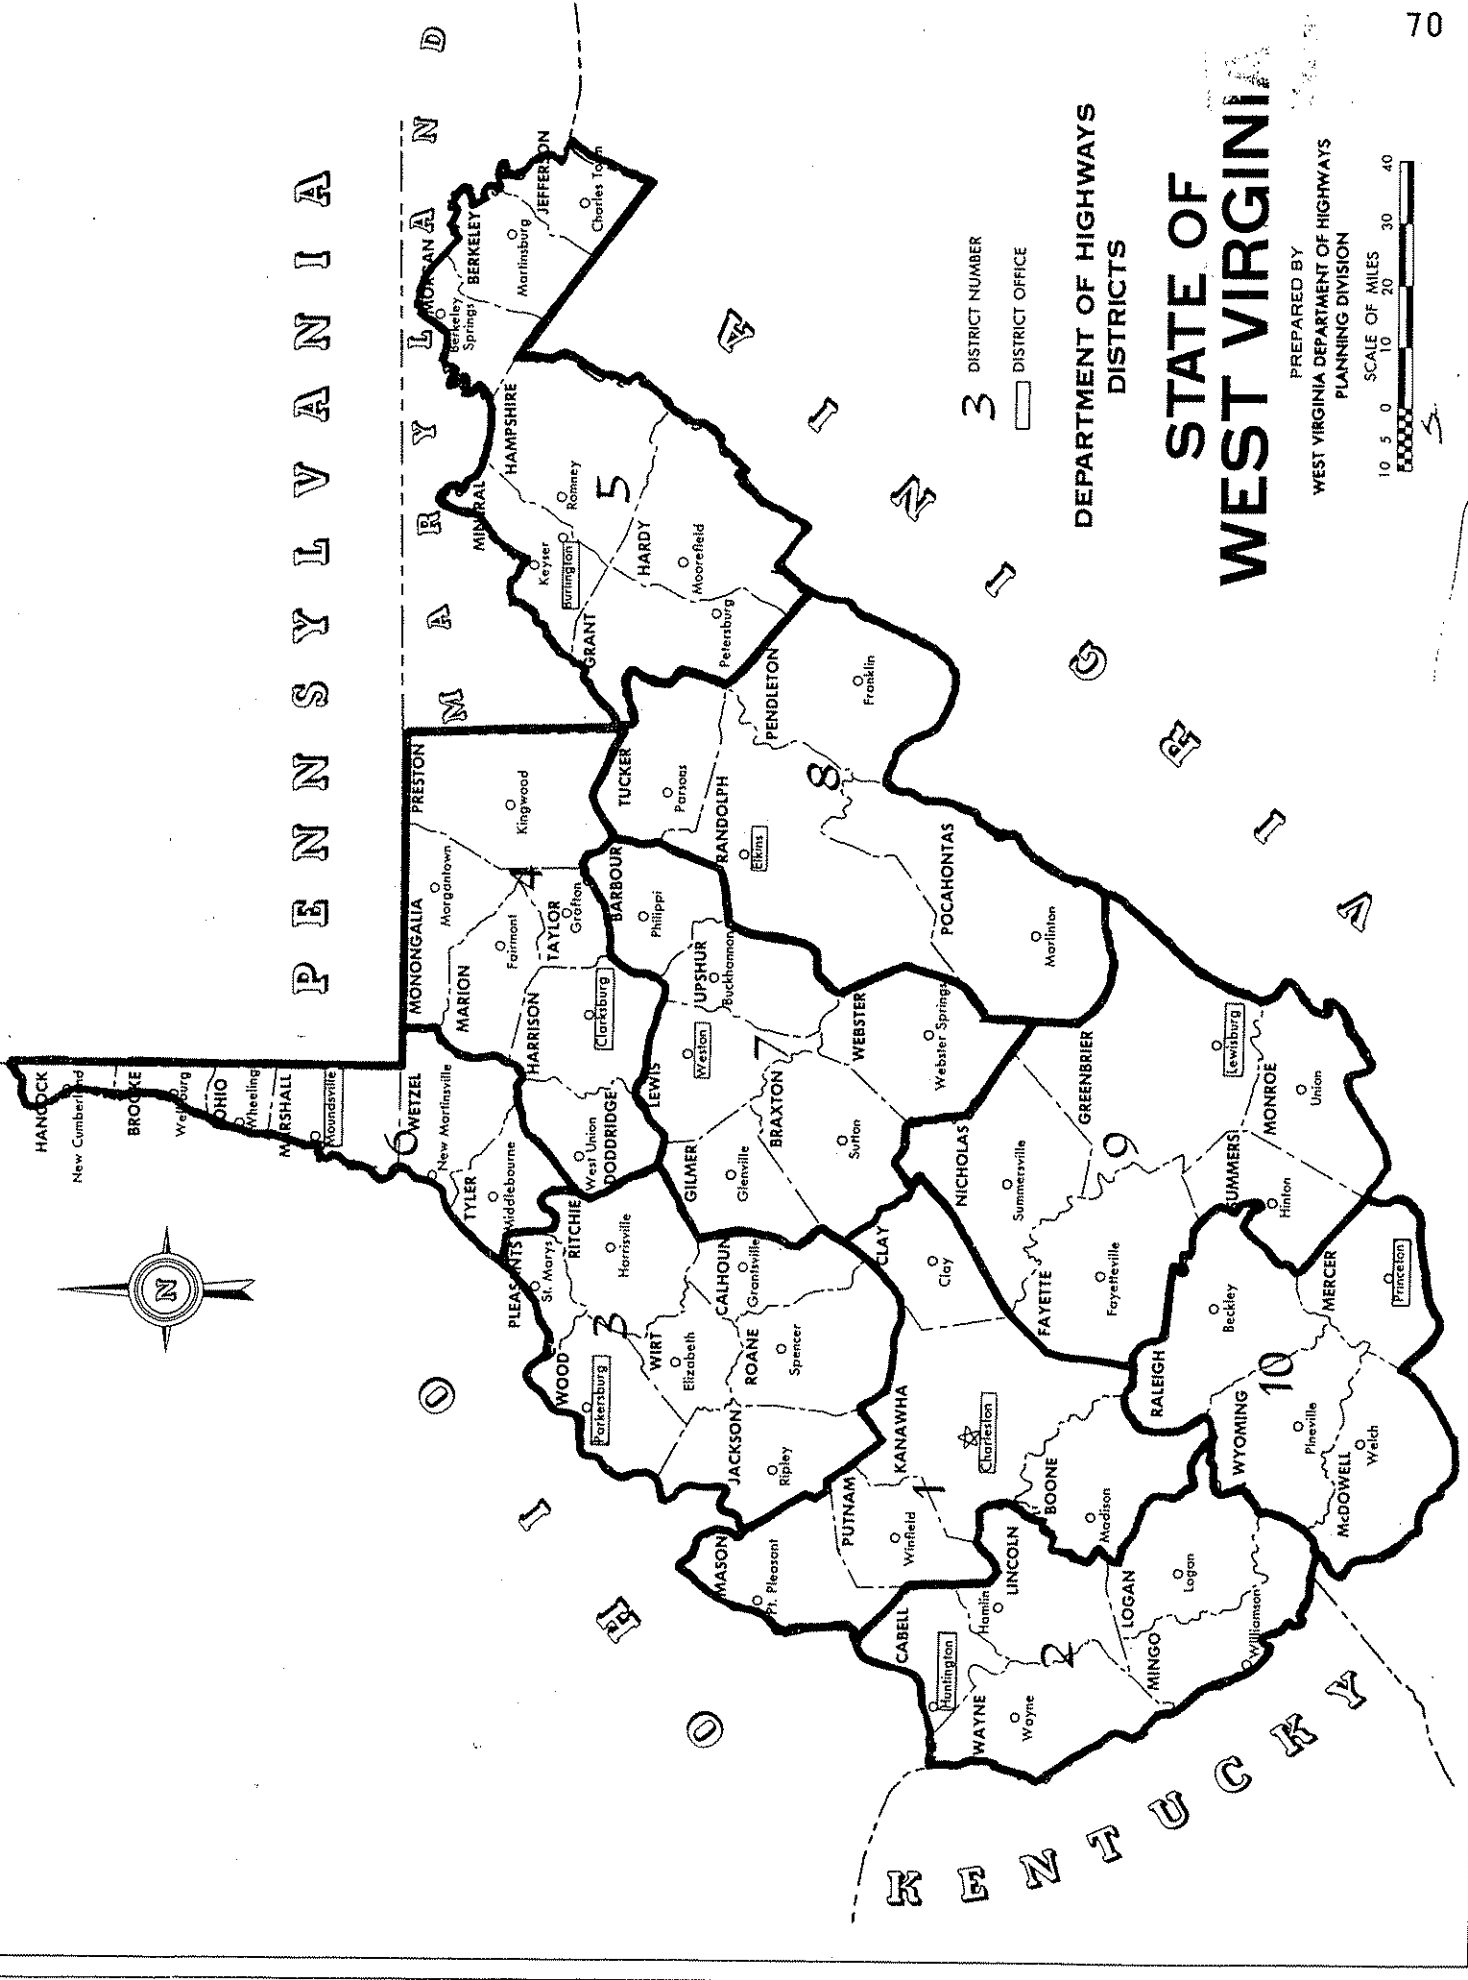 70
PENNSYLVANIA
MARYLAND
OHIO
KENTUCKY
VIRGINIA
N
HANCOCK
New Cumberland
BROOKE
Wellsburg
OHIO
Wheeling
MARSHALL
Moundsville
6
WETZEL
New Martinsville
TYLER
Middlebourne
MONONGALIA
Morgantown
PRESTON
Kingwood
MARION
Fairmont
4
TAYLOR
Grafton
HARRISON
Clarksburg
DODDRIDGE
West Union
PLEASANTS
St. Marys
RITCHIE
Harrisville
WOOD
Parkersburg
3
WIRT
Elizabeth
CALHOUN
Grantsville
ROANE
Spencer
JACKSON
Ripley
MORGAN
Berkeley
Springs
BERKELEY
Martinsburg
JEFFERSON
Charles Town
HAMPSHIRE
Romney
MINERAL
Keyser
Burlington
5
HARDY
Moorefield
GRANT
Petersburg
TUCKER
Parsons
RANDOLPH
Elkins
PENDLETON
Franklin
8
POCAHONTAS
Marlinton
BARBOUR
Philippi
UPSHUR
Buckhannon
LEWIS
Weston
7
GILMER
Glenville
BRAXTON
Sutton
WEBSTER
Webster Springs
NICHOLAS
Summersville
GREENBRIER
Lewisburg
9
MONROE
Union
SUMMERS
Hinton
FAYETTE
Fayetteville
CLAY
Clay
KANAWHA
Charleston
1
PUTNAM
Winfield
MASON
Pt. Pleasant
BOONE
Madison
CABELL
Huntington
LINCOLN
Hamlin
2
WAYNE
Wayne
MINGO
Williamson
LOGAN
Logan
RALEIGH
Beckley
10
WYOMING
Pineville
McDOWELL
Welch
MERCER
Princeton
3 DISTRICT NUMBER
DISTRICT OFFICE
DEPARTMENT OF HIGHWAYS
DISTRICTS
STATE OF
WEST VIRGINIA
PREPARED BY
WEST VIRGINIA DEPARTMENT OF HIGHWAYS
PLANNING DIVISION
SCALE OF MILES
10 5 0 10 20 30 40
5